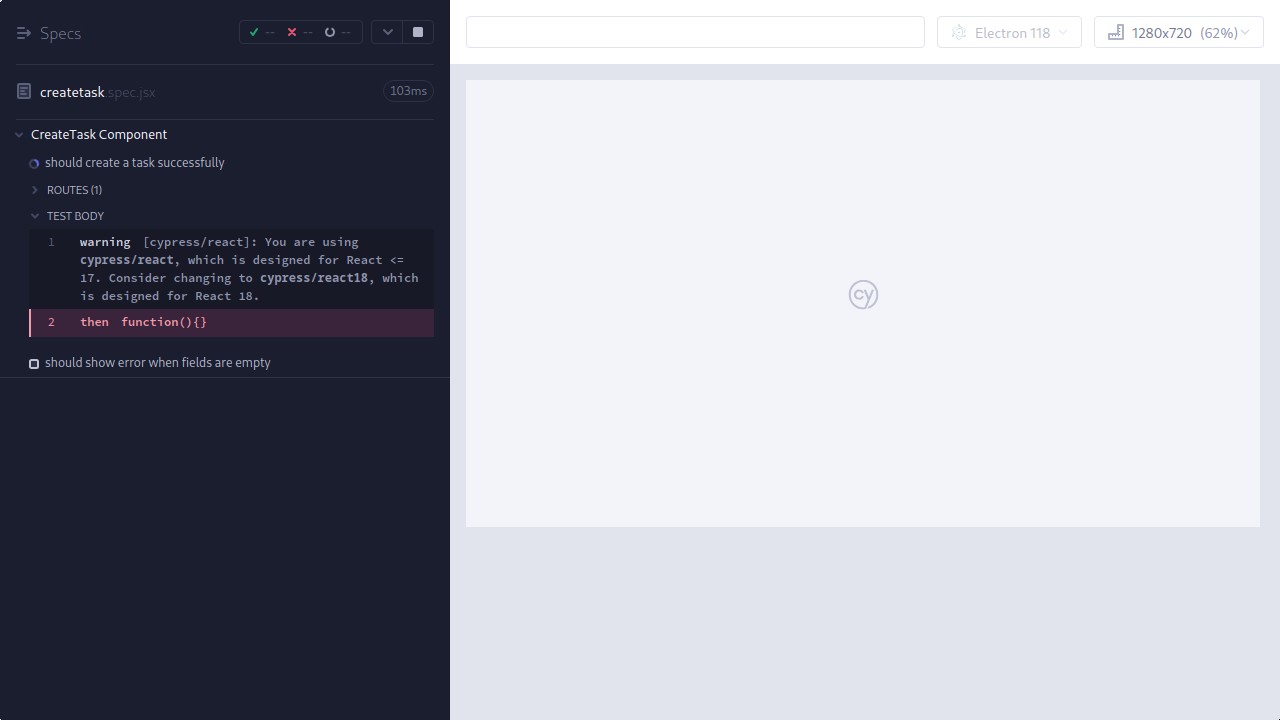 Specs
--
--
--
createtask.spec.jsx
103ms
CreateTask Component
should create a task successfully
ROUTES (1)
TEST BODY
1 warning [cypress/react]: You are using
cypress/react, which is designed for React <=
17. Consider changing to cypress/react18, which
is designed for React 18.
2 then function(){}
should show error when fields are empty
Electron 118
1280x720 (62%)
cy